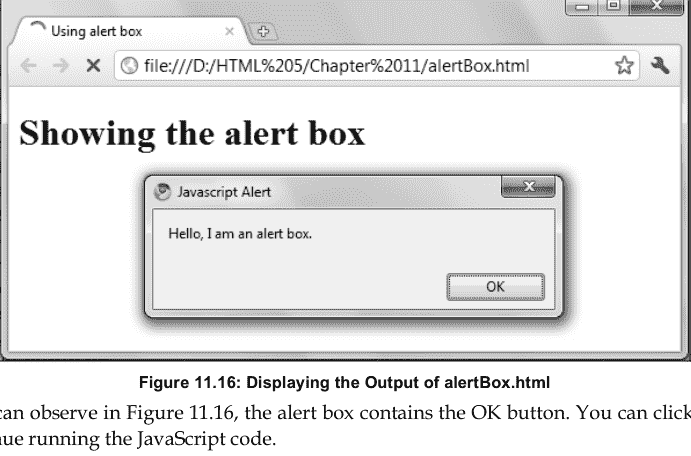 Using alert box
file:///D:/HTML%205/Chapter%2011/alertBox.html
Showing the alert box
Javascript Alert
Hello, I am an alert box.
OK
Figure 11.16: Displaying the Output of alertBox.html
can observe in Figure 11.16, the alert box contains the OK button. You can click
nue running the JavaScript code.